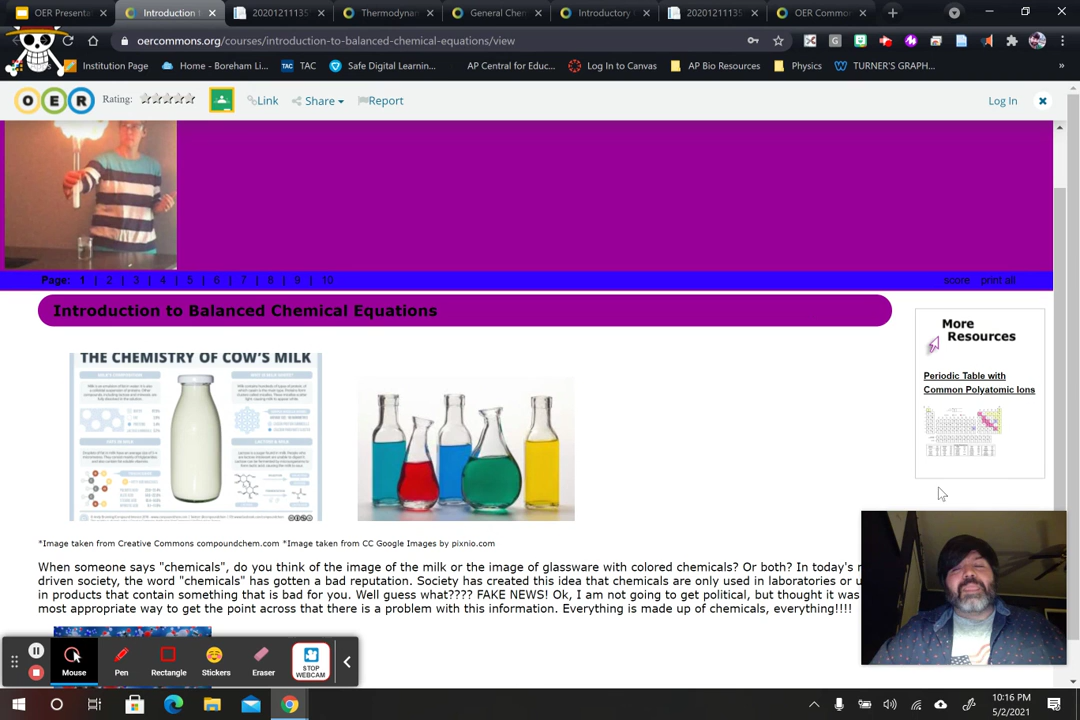 OER Presenta
Introduction
20201211135
Thermodynam
General Chem
Introductory
20201211135
OER Common
oercommons.org/courses/introduction-to-balanced-chemical-equations/view
Institution Page
Home - Boreham Li...
TAC
TAC
Safe Digital Learnin...
AP Central for Educ...
Log In to Canvas
AP Bio Resources
Physics
TURNER'S GRAPH...
»
OER
Rating:
Link
Share
Report
Log In
Page: 1 | 2 | 3 | 4 | 5 | 6 | 7 | 8 | 9 | 10
score print all
Introduction to Balanced Chemical Equations
More
Resources
Periodic Table with
Common Polyatomic Ions
THE CHEMISTRY OF COW'S MILK
*Image taken from Creative Commons compoundchem.com *Image taken from CC Google Images by pixnio.com
When someone says "chemicals", do you think of the image of the milk or the image of glassware with colored chemicals? Or both? In today's
driven society, the word "chemicals" has gotten a bad reputation. Society has created this idea that chemicals are only used in laboratories or
in products that contain something that is bad for you. Well guess what???? FAKE NEWS! Ok, I am not going to get political, but thought it was
most appropriate way to get the point across that there is a problem with this information. Everything is made up of chemicals, everything!!!!
Mouse
Pen
Rectangle
Stickers
Eraser
STOP
WEBCAM
10:16 PM
5/2/2021